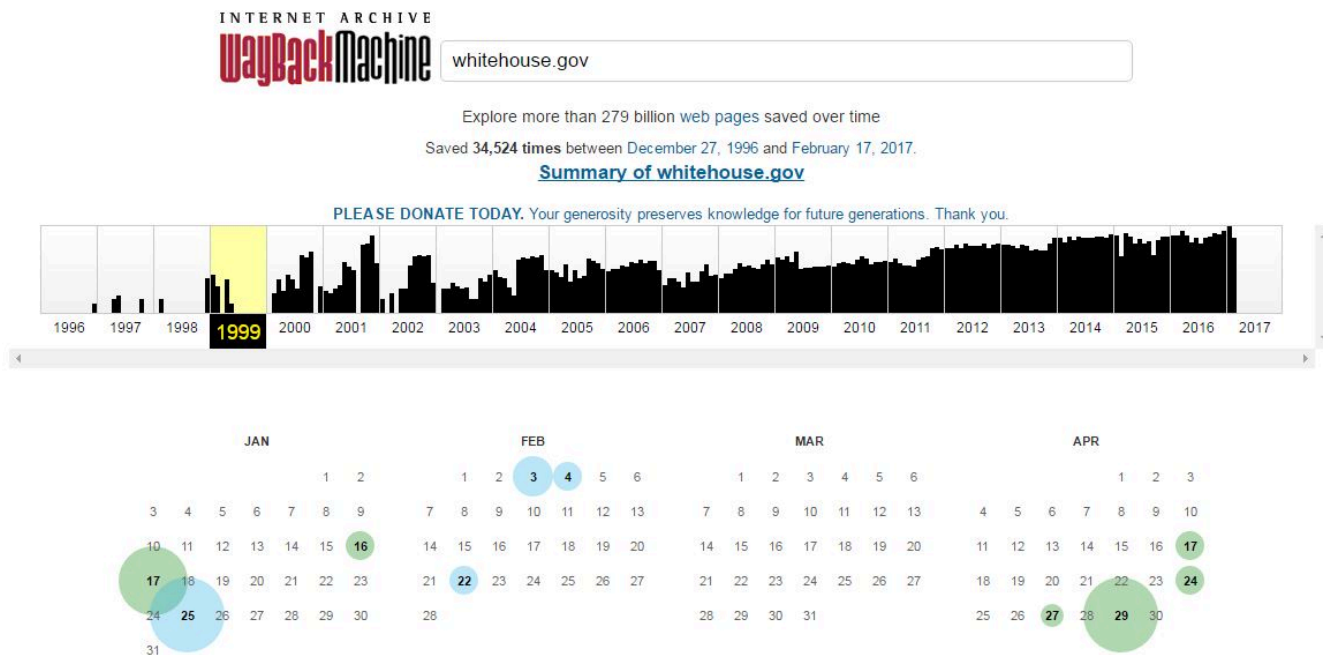 INTERNET ARCHIVE
WayBackMachine
whitehouse.gov
Explore more than 279 billion web pages saved over time
Saved 34,524 times between December 27, 1996 and February 17, 2017.
Summary of whitehouse.gov
PLEASE DONATE TODAY. Your generosity preserves knowledge for future generations. Thank you.
1996 1997 1998 1999 2000 2001 2002 2003 2004 2005 2006 2007 2008 2009 2010 2011 2012 2013 2014 2015 2016 2017
JAN FEB MAR APR
1 2 1 2 3 4 5 6 1 2 3 4 5 6 1 2 3
3 4 5 6 7 8 9 7 8 9 10 11 12 13 7 8 9 10 11 12 13 4 5 6 7 8 9 10
10 11 12 13 14 15 16 14 15 16 17 18 19 20 14 15 16 17 18 19 20 11 12 13 14 15 16 17
17 18 19 20 21 22 23 21 22 23 24 25 26 27 21 22 23 24 25 26 27 18 19 20 21 22 23 24
24 25 26 27 28 29 30 28 28 29 30 31 25 26 27 28 29 30
31